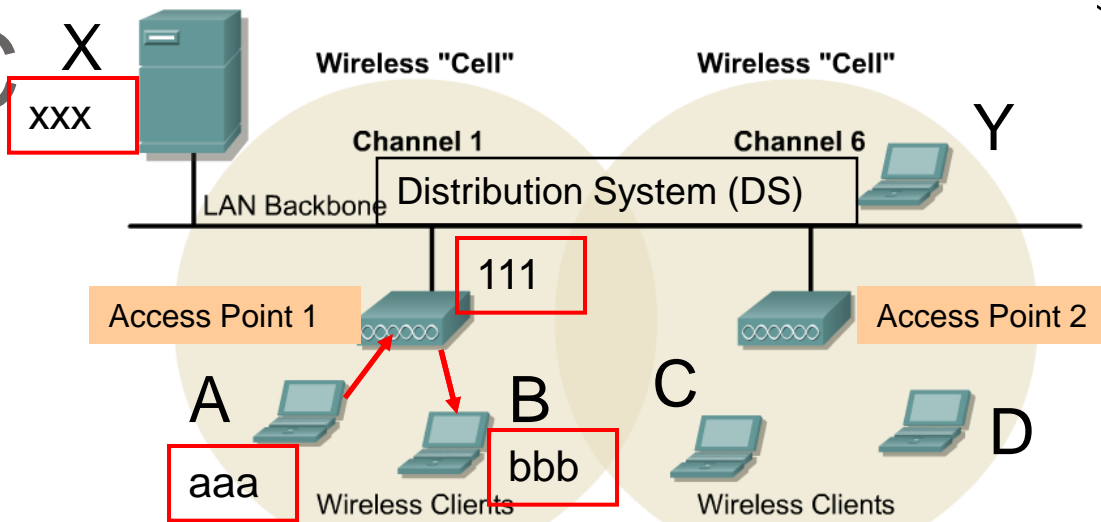 X
xxx
Wireless "Cell"
Wireless "Cell"
Y
Channel 1
Channel 6
Distribution System (DS)
LAN Backbone
111
Access Point 1
Access Point 2
A
B
C
D
aaa
bbb
Wireless Clients
Wireless Clients